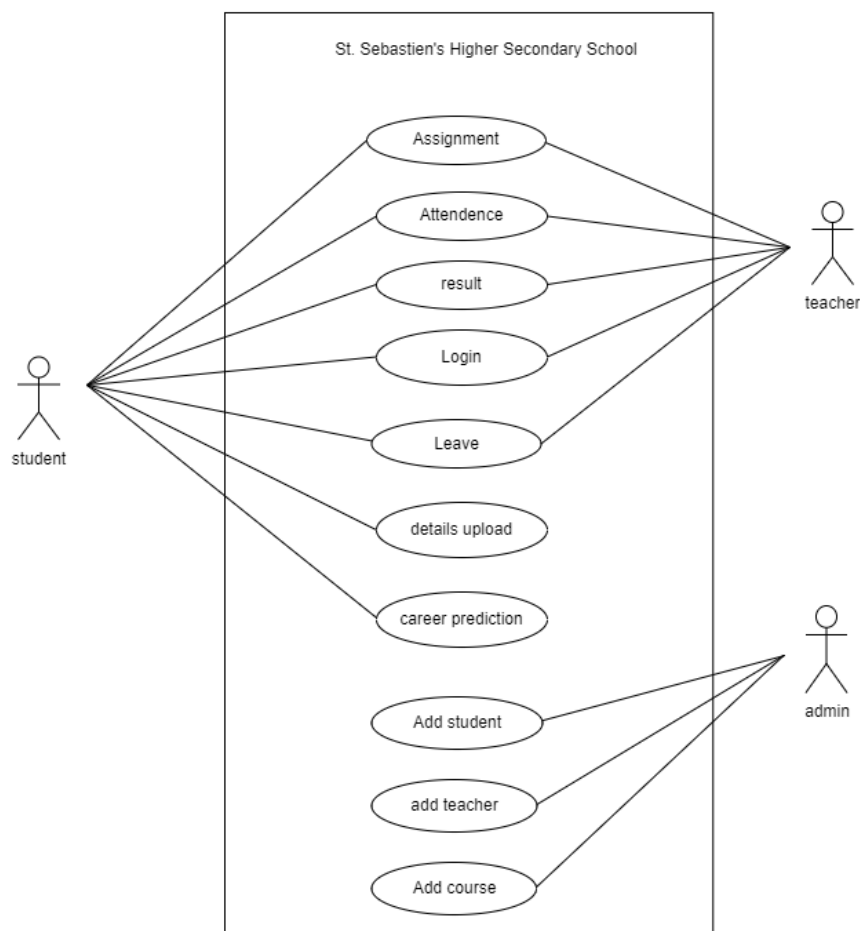 St. Sebastien's Higher Secondary School
Assignment
Attendence
result
teacher
Login
student
Leave
details upload
career prediction
admin
Add student
add teacher
Add course